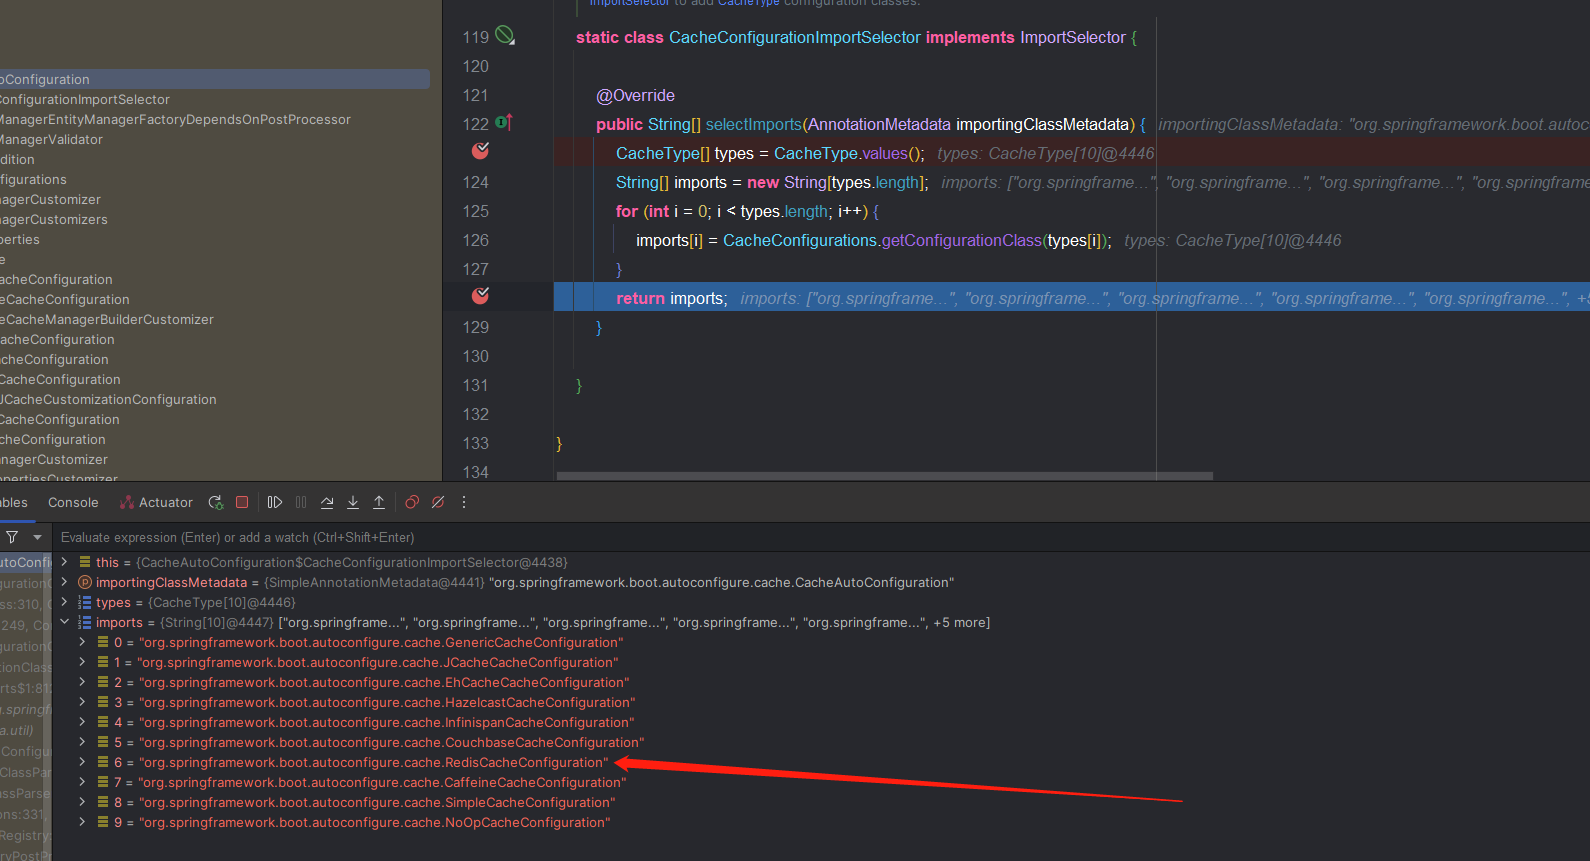 ImportSelector to add CacheType configuration classes.
119 static class CacheConfigurationImportSelector implements ImportSelector {
120
121 @Override
122 public String[] selectImports(AnnotationMetadata importingClassMetadata) { importingClassMetadata: "org.springframework.boot.autoc
CacheType[] types = CacheType.values(); types: CacheType[10]@4446
124 String[] imports = new String[types.length]; imports: ["org.springframe...", "org.springframe...", "org.springframe...", "org.springframe
125 for (int i = 0; i < types.length; i++) {
126 imports[i] = CacheConfigurations.getConfigurationClass(types[i]); types: CacheType[10]@4446
127 }
return imports; imports: ["org.springframe...", "org.springframe...", "org.springframe...", "org.springframe...", "org.springframe...", +5
129 }
130
131 }
132
133 }
134
oConfiguration
ConfigurationImportSelector
ManagerEntityManagerFactoryDependsOnPostProcessor
ManagerValidator
dition
figurations
nagerCustomizer
nagerCustomizers
perties
e
cacheConfiguration
eCacheConfiguration
eCacheManagerBuilderCustomizer
CacheConfiguration
acheConfiguration
CacheConfiguration
JCacheCustomizationConfiguration
CacheConfiguration
cheConfiguration
anagerCustomizer
opertiesCustomizer
ables Console Actuator
Evaluate expression (Enter) or add a watch (Ctrl+Shift+Enter)
this = {CacheAutoConfiguration$CacheConfigurationImportSelector@4438}
importingClassMetadata = {SimpleAnnotationMetadata@4441} "org.springframework.boot.autoconfigure.cache.CacheAutoConfiguration"
types = {CacheType[10]@4446}
imports = {String[10]@4447} ["org.springframe...", "org.springframe...", "org.springframe...", "org.springframe...", "org.springframe...", +5 more]
0 = "org.springframework.boot.autoconfigure.cache.GenericCacheConfiguration"
1 = "org.springframework.boot.autoconfigure.cache.JCacheCacheConfiguration"
2 = "org.springframework.boot.autoconfigure.cache.EhCacheCacheConfiguration"
3 = "org.springframework.boot.autoconfigure.cache.HazelcastCacheConfiguration"
4 = "org.springframework.boot.autoconfigure.cache.InfinispanCacheConfiguration"
5 = "org.springframework.boot.autoconfigure.cache.CouchbaseCacheConfiguration"
6 = "org.springframework.boot.autoconfigure.cache.RedisCacheConfiguration"
7 = "org.springframework.boot.autoconfigure.cache.CaffeineCacheConfiguration"
8 = "org.springframework.boot.autoconfigure.cache.SimpleCacheConfiguration"
9 = "org.springframework.boot.autoconfigure.cache.NoOpCacheConfiguration"
utoConfi
guration
ss:310, C
:249, Co
guration
tionClass
rts$1:812
g.springf
a.util)
Configu
ClassPar
ssParse
ons:331,
Registry:
ryPostPr